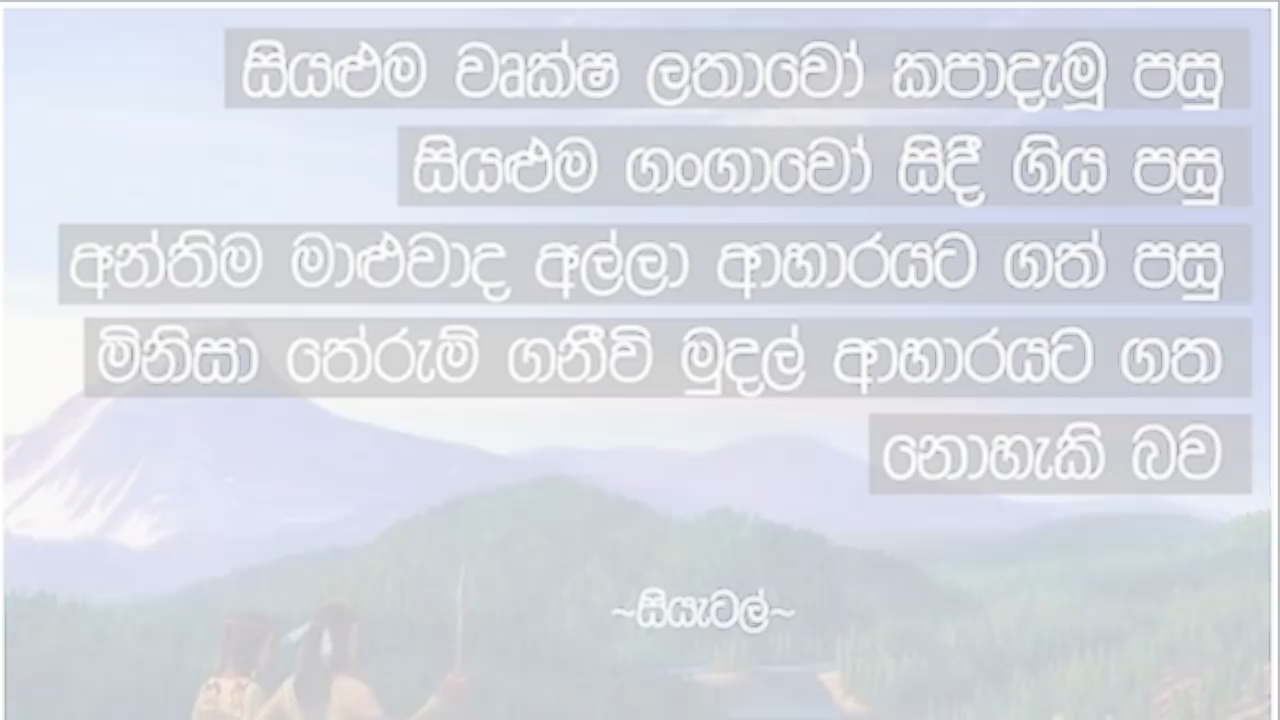 සියළුම වෘක්ෂ ලතාවෝ කපාදැමූ පසු
සියළුම ගංගාවෝ සිදී ගිය පසු
අන්තිම මාළුවාද අල්ලා ආහාරයට ගත් පසු
මිනිසා තේරුම් ගනීවි මුදල් ආහාරයට ගත
නොහැකි බව
~සියැටල්~